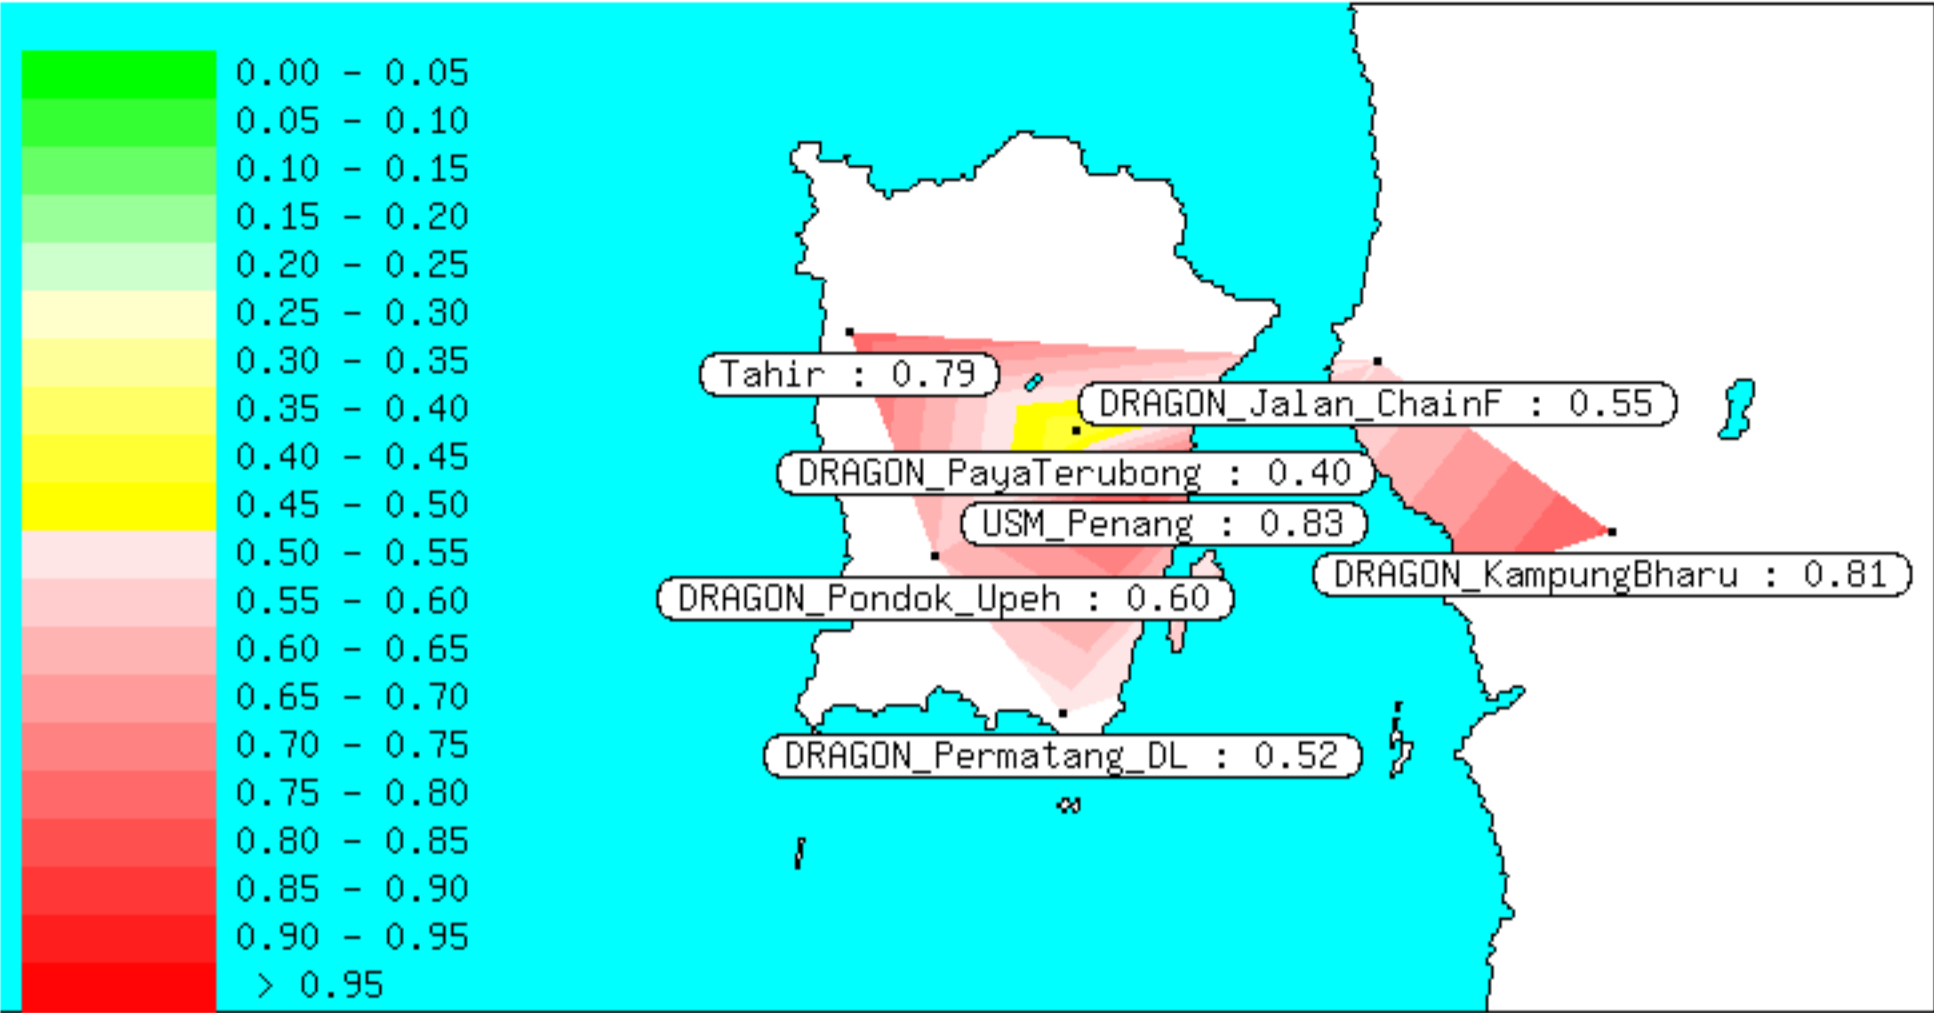 0.00 - 0.05
0.05 - 0.10
0.10 - 0.15
0.15 - 0.20
0.20 - 0.25
0.25 - 0.30
0.30 - 0.35
0.35 - 0.40
0.40 - 0.45
0.45 - 0.50
0.50 - 0.55
0.55 - 0.60
0.60 - 0.65
0.65 - 0.70
0.70 - 0.75
0.75 - 0.80
0.80 - 0.85
0.85 - 0.90
0.90 - 0.95
> 0.95
Tahir : 0.79
DRAGON_Jalan_ChainF : 0.55
DRAGON_PayaTerubong : 0.40
USM_Penang : 0.83
DRAGON_KampungBharu : 0.81
DRAGON_Pondok_Upeh : 0.60
DRAGON_Permatang_DL : 0.52